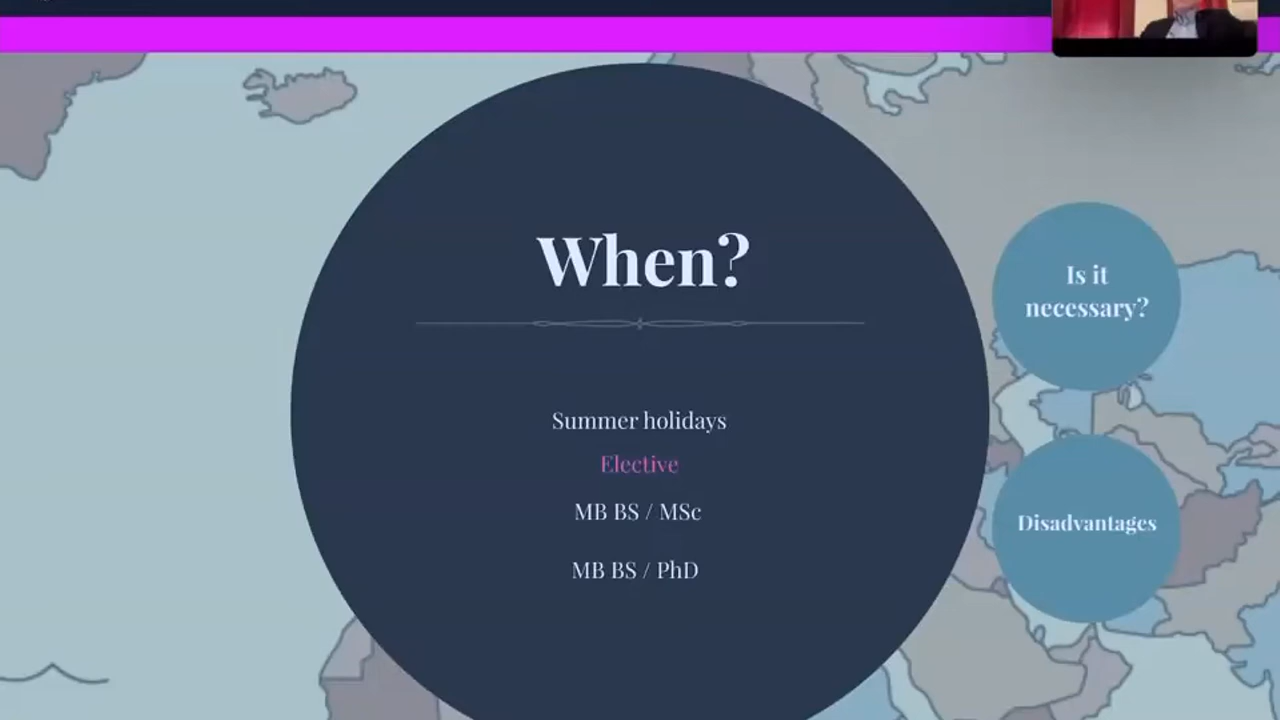 When?
Summer holidays
Elective
MB BS / MSc
MB BS / PhD
Is it
necessary?
Disadvantages